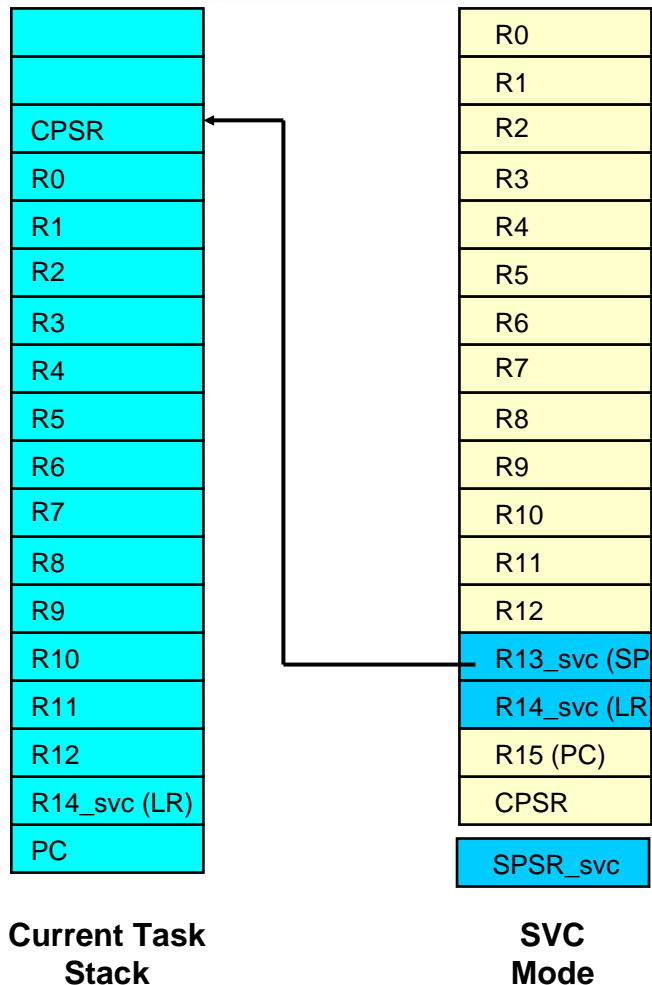 CPSR
R0
R1
R2
R3
R4
R5
R6
R7
R8
R9
R10
R11
R12
R14_svc (LR)
PC
Current Task
Stack
R0
R1
R2
R3
R4
R5
R6
R7
R8
R9
R10
R11
R12
R13_svc (SP
R14_svc (LR)
R15 (PC)
CPSR
SPSR_svc
SVC
Mode